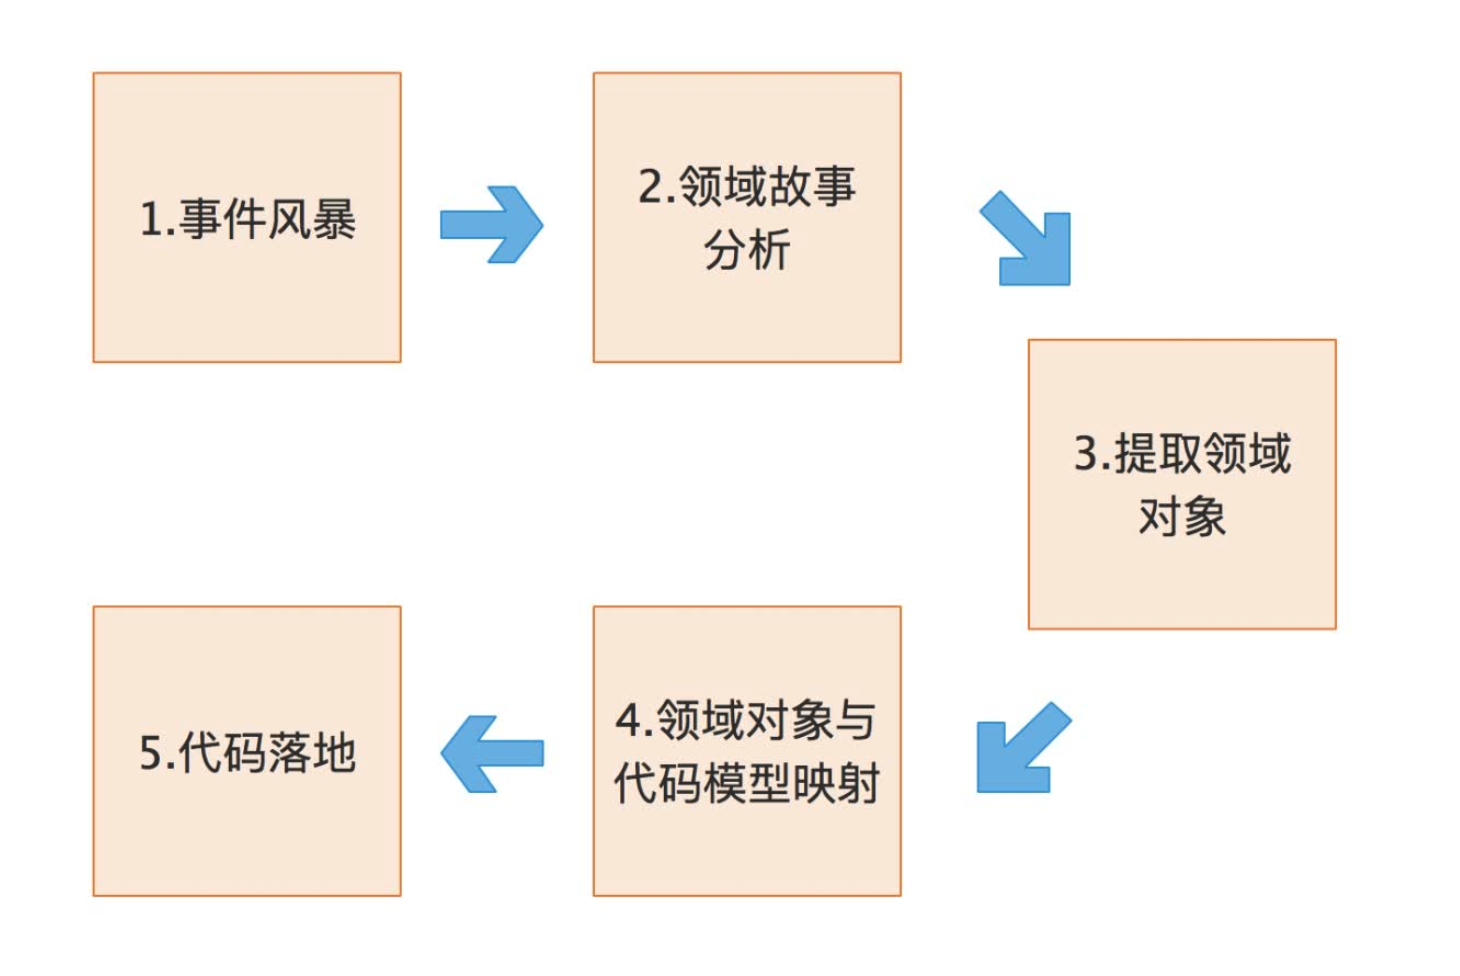 1.事件风暴
2.领域故事
分析
3.提取领域
对象
4.领域对象与
代码模型映射
5.代码落地